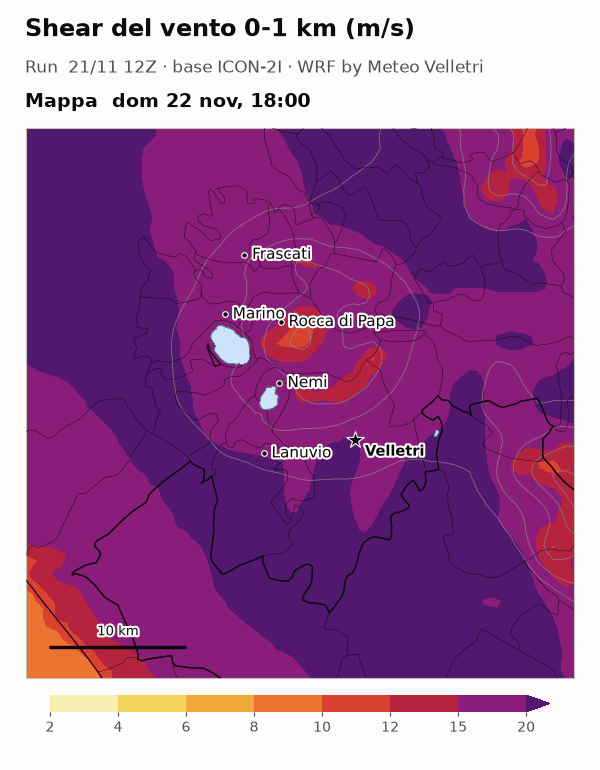 Shear del vento 0-1 km (m/s)
Run  21/11 12Z · base ICON-2I · WRF by Meteo Velletri
Mappa  dom 22 nov, 18:00
Frascati
Marino
Rocca di Papa
Nemi
Velletri
Lanuvio
10 km
2 4 6 8 10 12 15 20